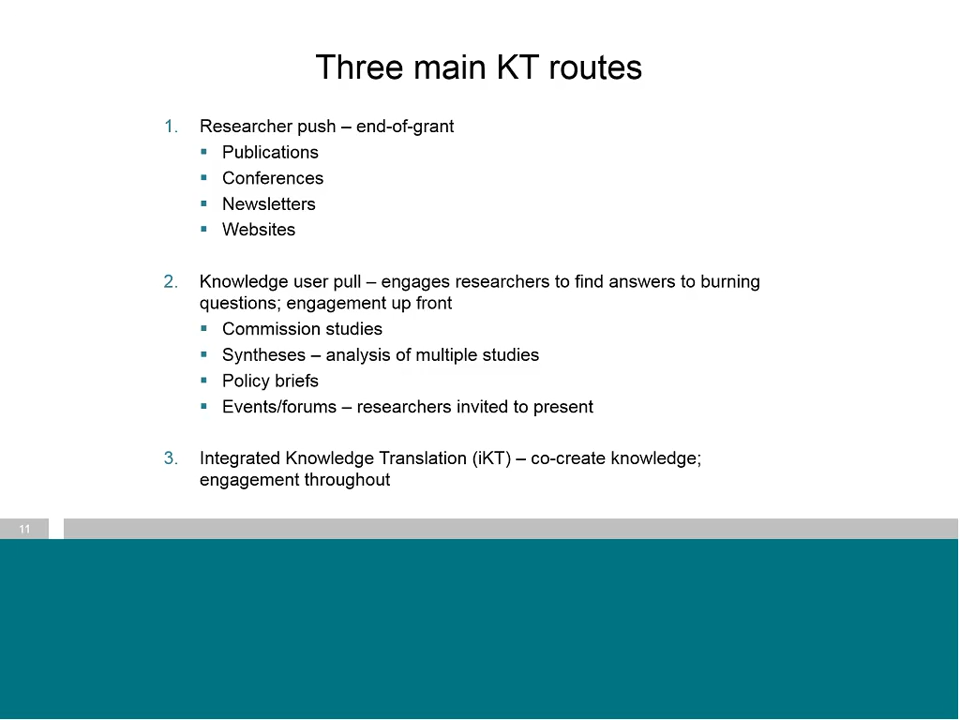 Three main KT routes
1. Researcher push – end-of-grant
▪ Publications
▪ Conferences
▪ Newsletters
▪ Websites
2. Knowledge user pull – engages researchers to find answers to burning
questions; engagement up front
▪ Commission studies
▪ Syntheses – analysis of multiple studies
▪ Policy briefs
▪ Events/forums – researchers invited to present
3. Integrated Knowledge Translation (iKT) – co-create knowledge;
engagement throughout
11